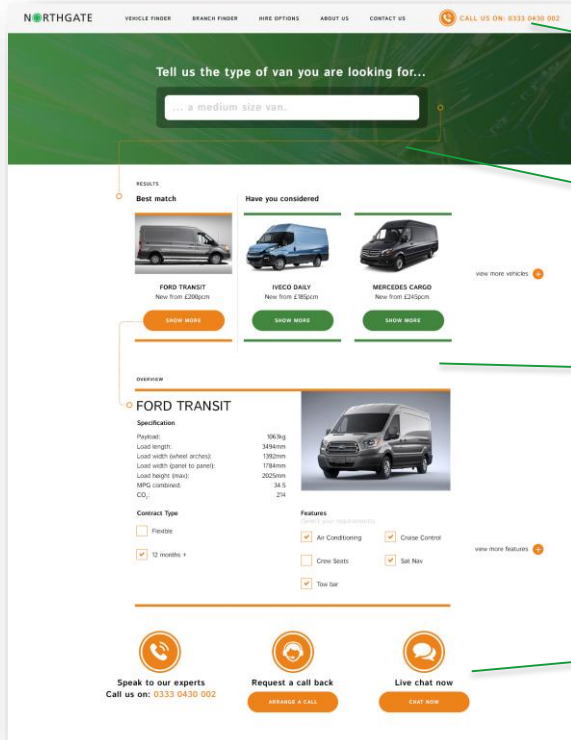 NORTHGATE
VEHICLE FINDER BRANCH FINDER HIRE OPTIONS ABOUT US CONTACT US
CALL US ON: 0333 0430 002
Tell us the type of van you are looking for...
... a medium size van.
RESULTS
Best match Have you considered
FORD TRANSIT IVECO DAILY MERCEDES CARGO
New from £200pcm New from £185pcm New from £245pcm
view more vehicles
SHOW MORE SHOW MORE SHOW MORE
OVERVIEW
FORD TRANSIT
Specification
Payload: 1063kg
Load length: 3494mm
Load width (wheel arches): 1392mm
Load width (panel to panel): 1784mm
Load height (max): 2025mm
MPG combined: 34.5
CO₂: 214
Contract Type
Flexible
12 months +
Features
(Select your requirements)
Air Conditioning Cruise Control
Crew Seats Sat Nav
Tow bar
view more features
Speak to our experts Request a call back Live chat now
Call us on: 0333 0430 002
ARRANGE A CALL CHAT NOW